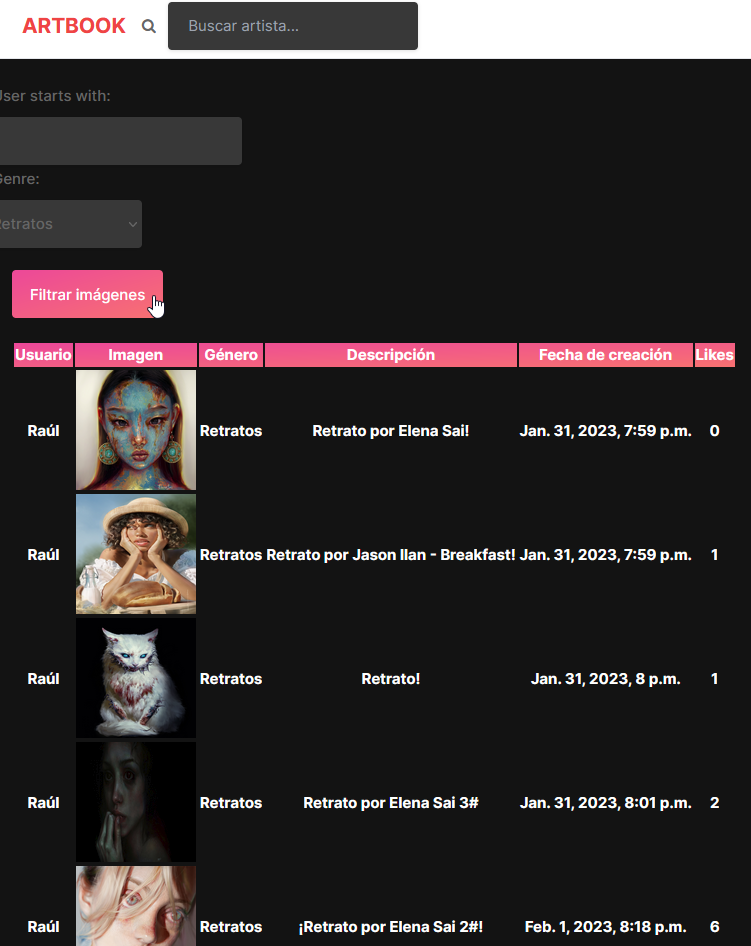 ARTBOOK Buscar artista...
User starts with:
Genre:
Retratos
Filtrar imágenes
Usuario Imagen Género Descripción Fecha de creación Likes
Raúl Retratos Retrato por Elena Sai! Jan. 31, 2023, 7:59 p.m. 0
Raúl Retratos Retrato por Jason Ilan - Breakfast! Jan. 31, 2023, 7:59 p.m. 1
Raúl Retratos Retrato! Jan. 31, 2023, 8 p.m. 1
Raúl Retratos Retrato por Elena Sai 3# Jan. 31, 2023, 8:01 p.m. 2
Raúl Retratos ¡Retrato por Elena Sai 2#! Feb. 1, 2023, 8:18 p.m. 6